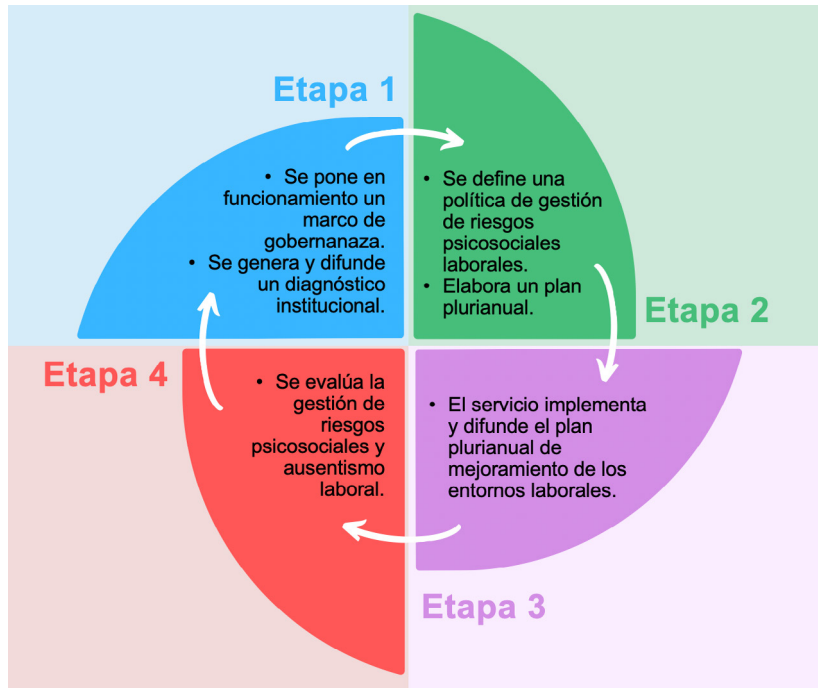 Etapa 1
• Se pone en
funcionamiento un
marco de
gobernanaza.
• Se genera y difunde
un diagnóstico
institucional.
• Se define una
política de gestión
de riesgos
psicosociales
laborales.
• Elabora un plan
plurianual.
Etapa 2
• El servicio implementa
y difunde el plan
plurianual de
mejoramiento de los
entornos laborales.
Etapa 3
Etapa 4
• Se evalúa la
gestión de
riesgos
psicosociales y
ausentismo
laboral.